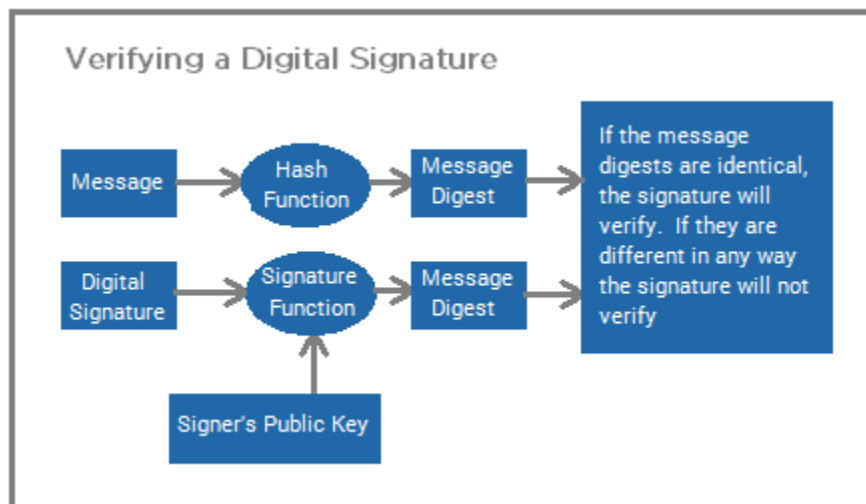 Verifying a Digital Signature
Message
Hash
Function
Message
Digest
If the message
digests are identical,
the signature will
verify.  If they are
different in any way
the signature will not
verify
Digital
Signature
Signature
Function
Message
Digest
Signer's Public Key